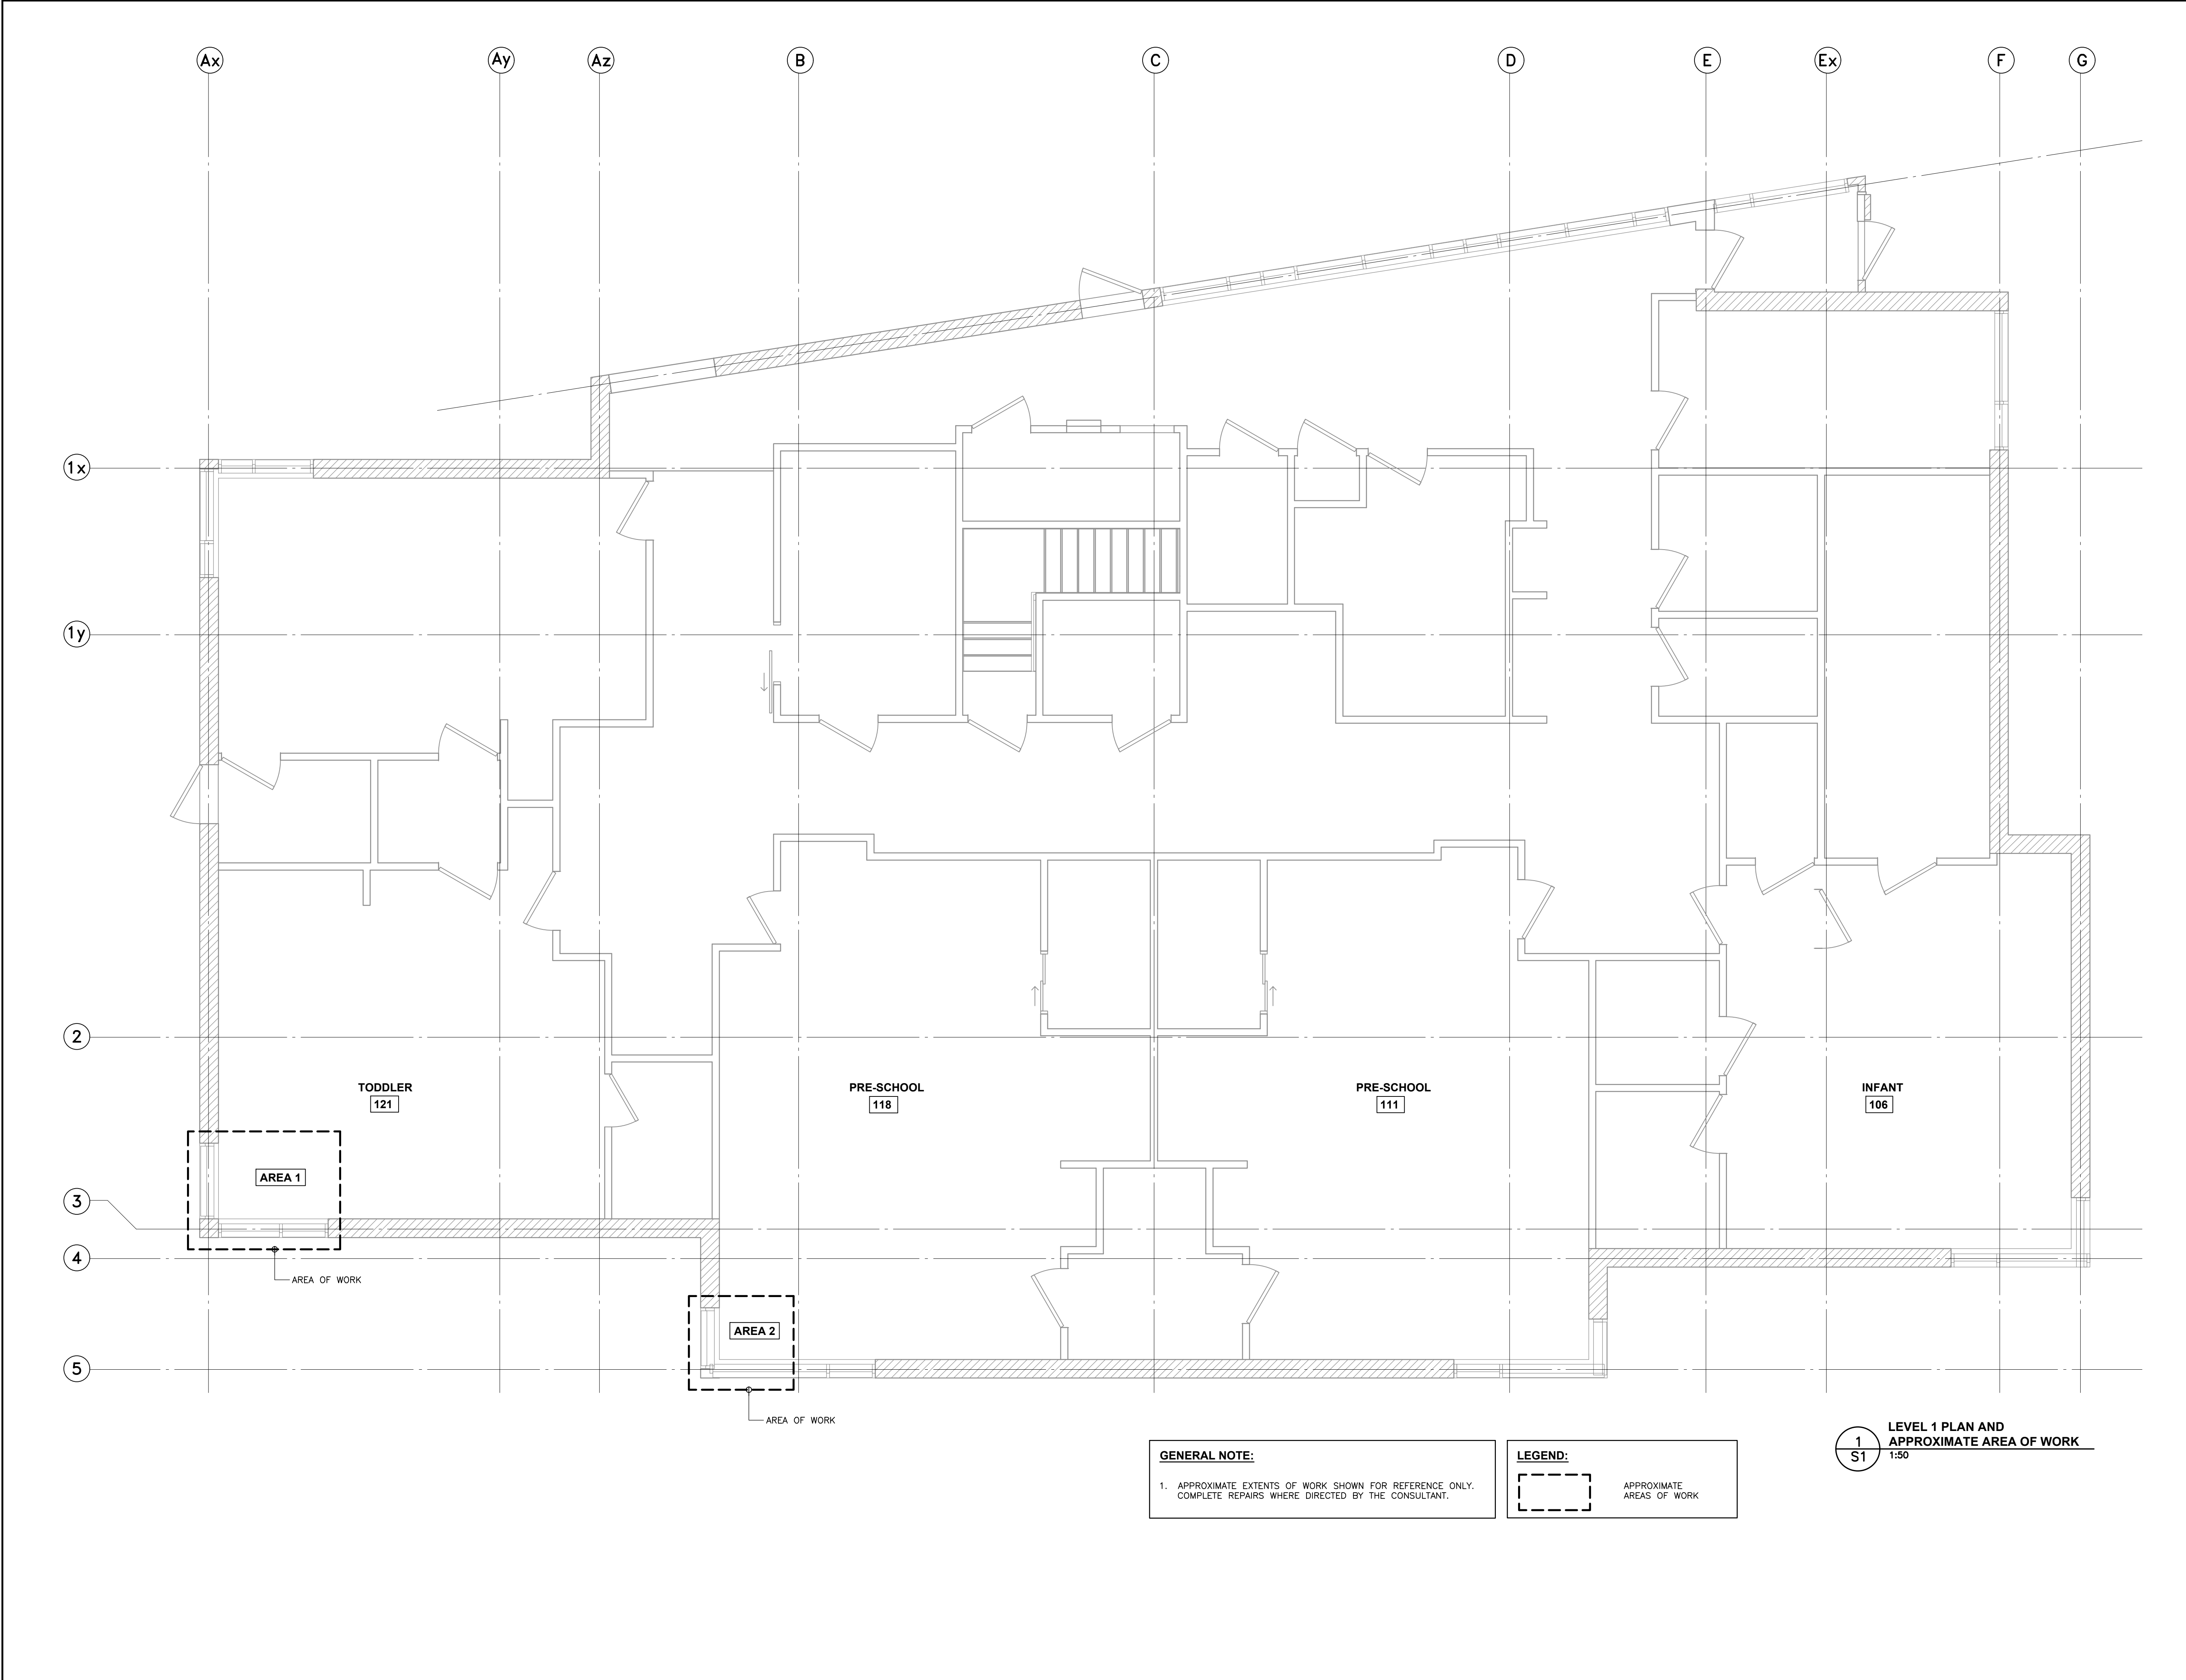 Ax Ay Az B C D E Ex F G
1x
1y
2
TODDLER
121
PRE-SCHOOL
118
PRE-SCHOOL
111
INFANT
106
AREA 1
3
4
AREA OF WORK
AREA 2
5
AREA OF WORK
GENERAL NOTE:
1. APPROXIMATE EXTENTS OF WORK SHOWN FOR REFERENCE ONLY.
COMPLETE REPAIRS WHERE DIRECTED BY THE CONSULTANT.
LEGEND:
APPROXIMATE
AREAS OF WORK
1
S1
LEVEL 1 PLAN AND
APPROXIMATE AREA OF WORK
1:50